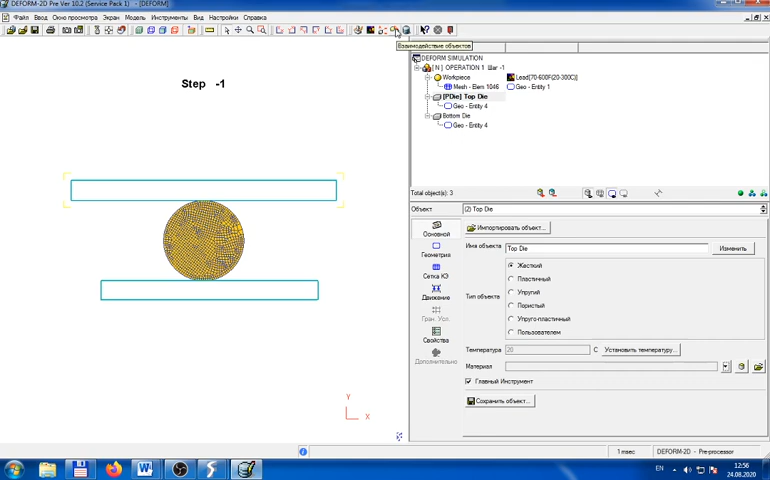 DEFORM-2D Pre Ver 10.2 (Service Pack 1) - [DEFORM]
Файл Ввод Окно просмотра Экран Модель Инструменты Вид Настройки Справка
Взаимодействие объектов
Step -1
DEFORM SIMULATION
[ N ] OPERATION 1 Шаг -1
Workpiece
Lead[70-600F(20-300C)]
Mesh - Elem 1046
Geo - Entity 1
[PDie] Top Die
Geo - Entity 4
Bottom Die
Geo - Entity 4
Total object(s): 3
Объект
(2) Top Die
Основной
Импортировать объект...
Имя объекта
Top Die
Изменить
Геометрия
Жесткий
Сетка КЭ
Пластичный
Движение
Упругий
Тип объекта
Пористый
Гран. Усл.
Упруго-пластичный
Свойства
Пользователем
Дополнительно
Температура
20
C
Установить температуру...
Материал
Главный Инструмент
Сохранить объект...
X
Y
1 msec
DEFORM-2D - Pre-processor
EN
12:56
24.08.2020